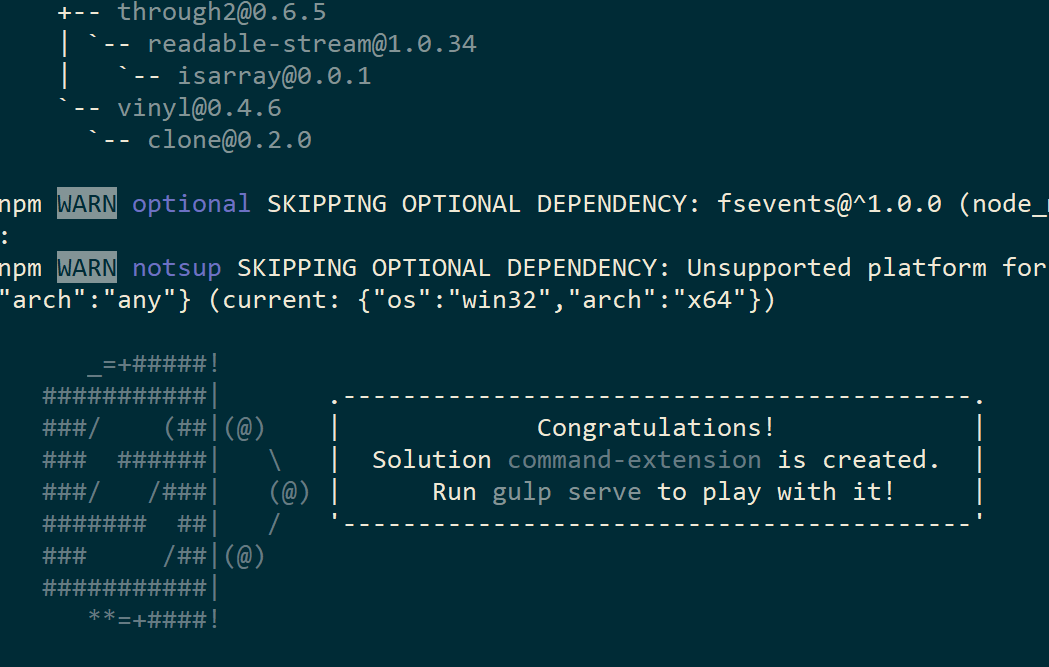 +-- through2@0.6.5
| `-- readable-stream@1.0.34
|   `-- isarray@0.0.1
`-- vinyl@0.4.6
  `-- clone@0.2.0
npm WARN optional SKIPPING OPTIONAL DEPENDENCY: fsevents@^1.0.0 (node_
:
npm WARN notsup SKIPPING OPTIONAL DEPENDENCY: Unsupported platform for
"arch":"any"} (current: {"os":"win32","arch":"x64"})
      _=+#####!
   ###########|       .------------------------------------------.
   ###/    (##|(@)    |             Congratulations!             |
   ###  ######|   \   |  Solution command-extension is created.  |
   ###/   /###|   (@) |      Run gulp serve to play with it!     |
   #######  ##|   /   '------------------------------------------'
   ###     /##|(@)
   ###########|
      **=+####!